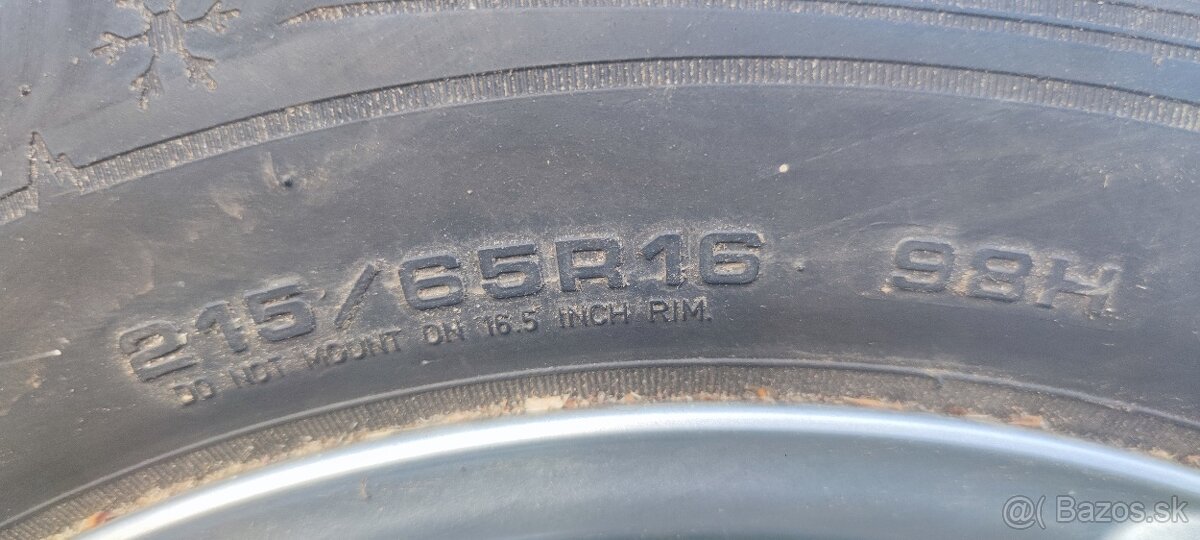 215/65R16 98H
DO NOT MOUNT ON 16.5 INCH RIM.
@( Bazos.sk